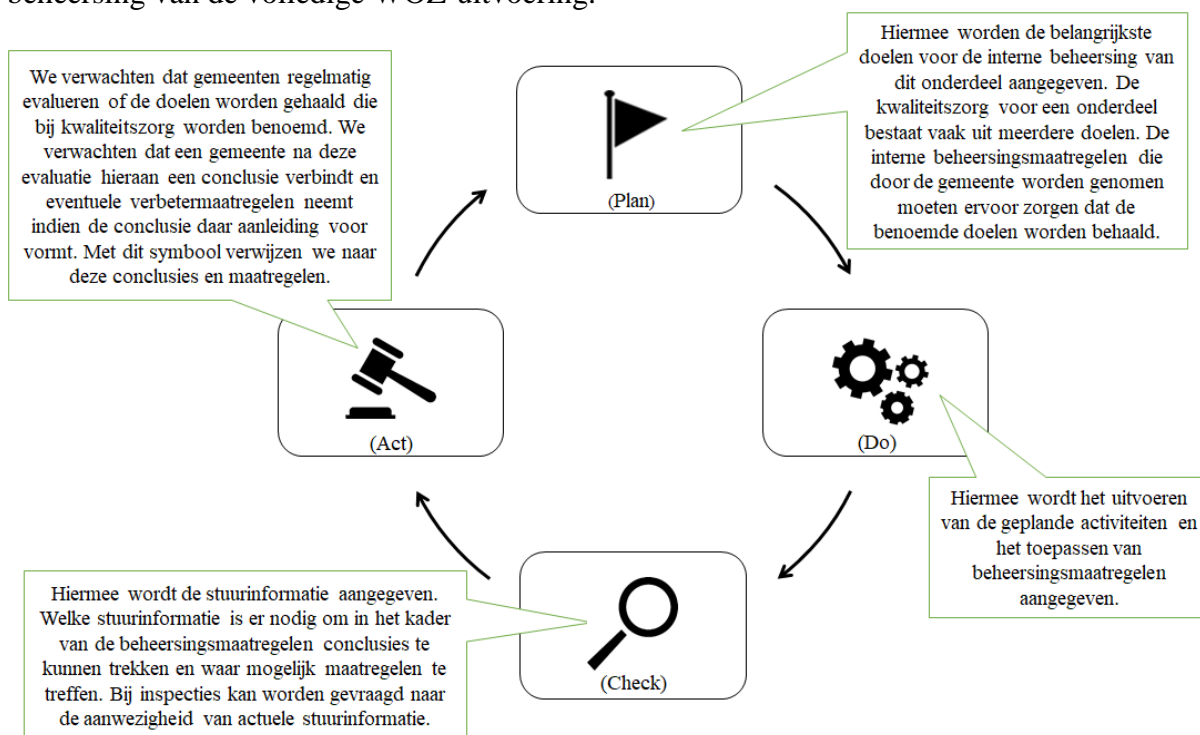 beheersing van de volledige WOZ-uitvoering.
Hiermee worden de belangrijkste
doelen voor de interne beheersing van
dit onderdeel aangegeven. De
kwaliteitszorg voor een onderdeel
bestaat vaak uit meerdere doelen. De
interne beheersingsmaatregelen die
door de gemeente worden genomen
moeten ervoor zorgen dat de
benoemde doelen worden behaald.
We verwachten dat gemeenten regelmatig
evalueren of de doelen worden gehaald die
bij kwaliteitszorg worden benoemd. We
verwachten dat een gemeente na deze
evaluatie hieraan een conclusie verbindt en
eventuele verbetermaatregelen neemt
indien de conclusie daar aanleiding voor
vormt. Met dit symbool verwijzen we naar
deze conclusies en maatregelen.
(Plan)
(Act)
(Do)
Hiermee wordt het uitvoeren
van de geplande activiteiten en
het toepassen van
beheersingsmaatregelen
aangegeven.
Hiermee wordt de stuurinformatie aangegeven.
Welke stuurinformatie is er nodig om in het kader
van de beheersingsmaatregelen conclusies te
kunnen trekken en waar mogelijk maatregelen te
treffen. Bij inspecties kan worden gevraagd naar
de aanwezigheid van actuele stuurinformatie.
(Check)